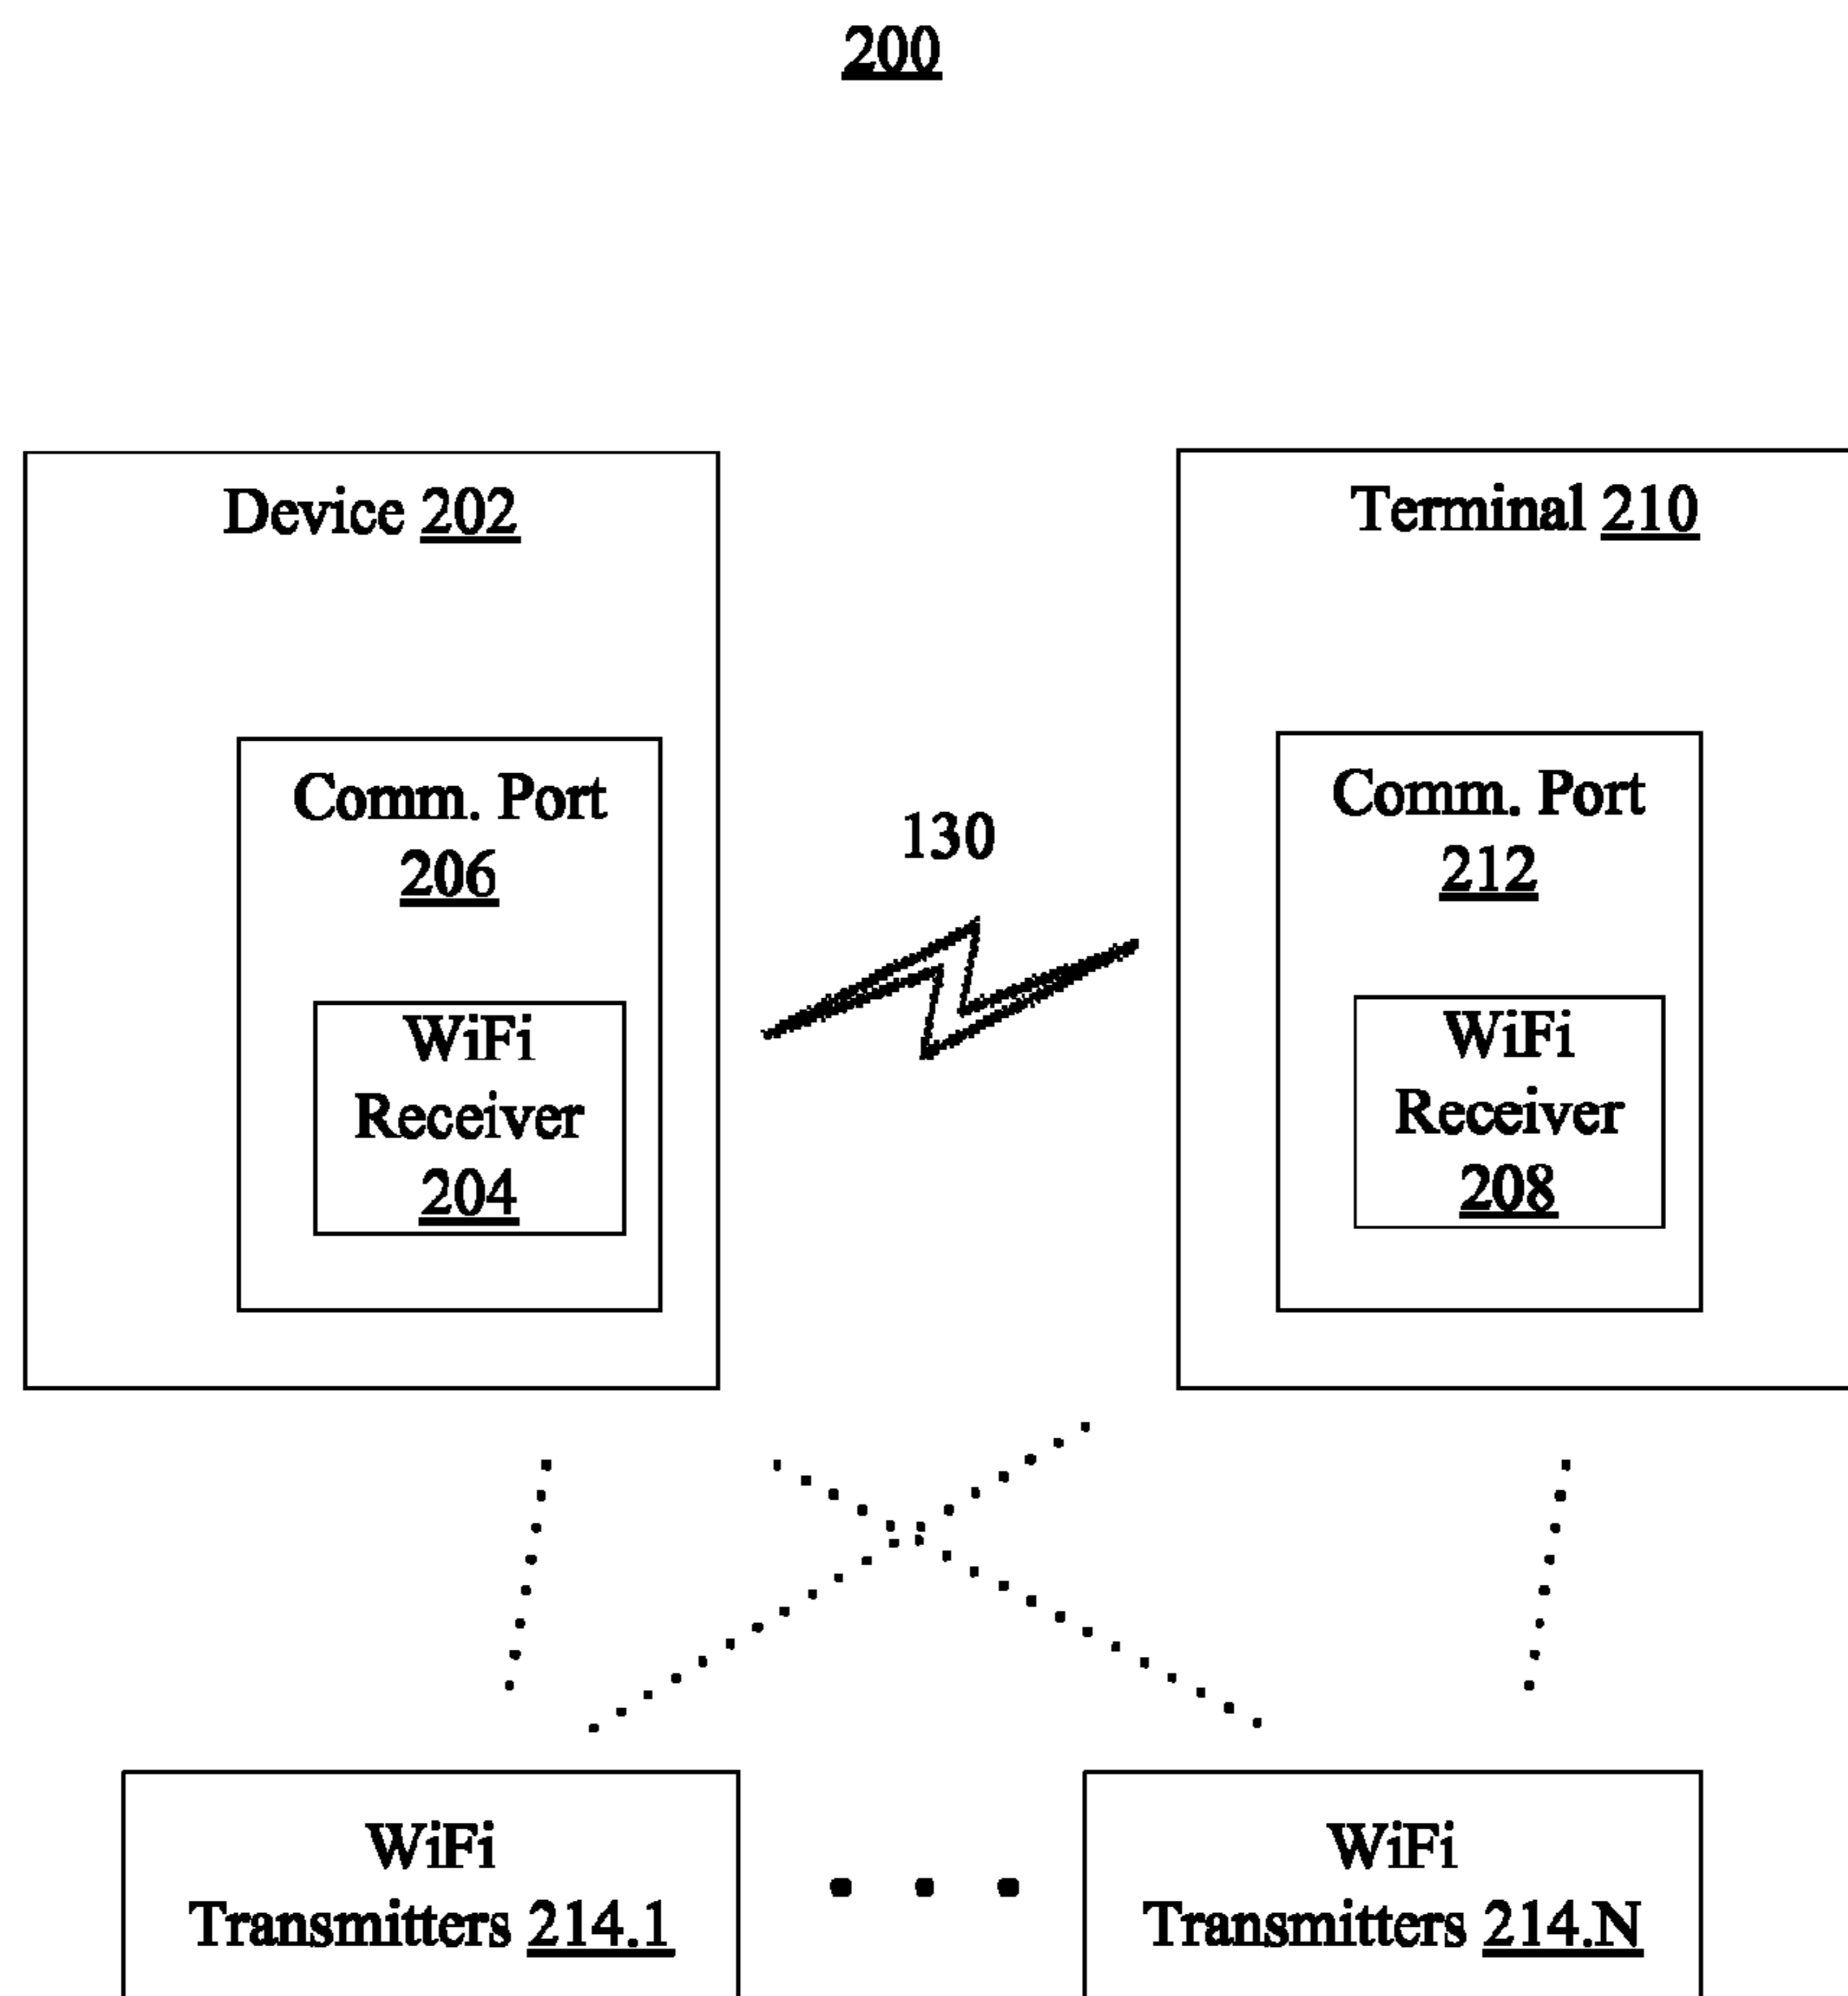 200
Device 202
Terminal 210
Comm. Port
206
130
Comm. Port
212
WiFi
Receiver
204
WiFi
Receiver
208
WiFi
Transmitters 214.1
WiFi
Transmitters 214.N